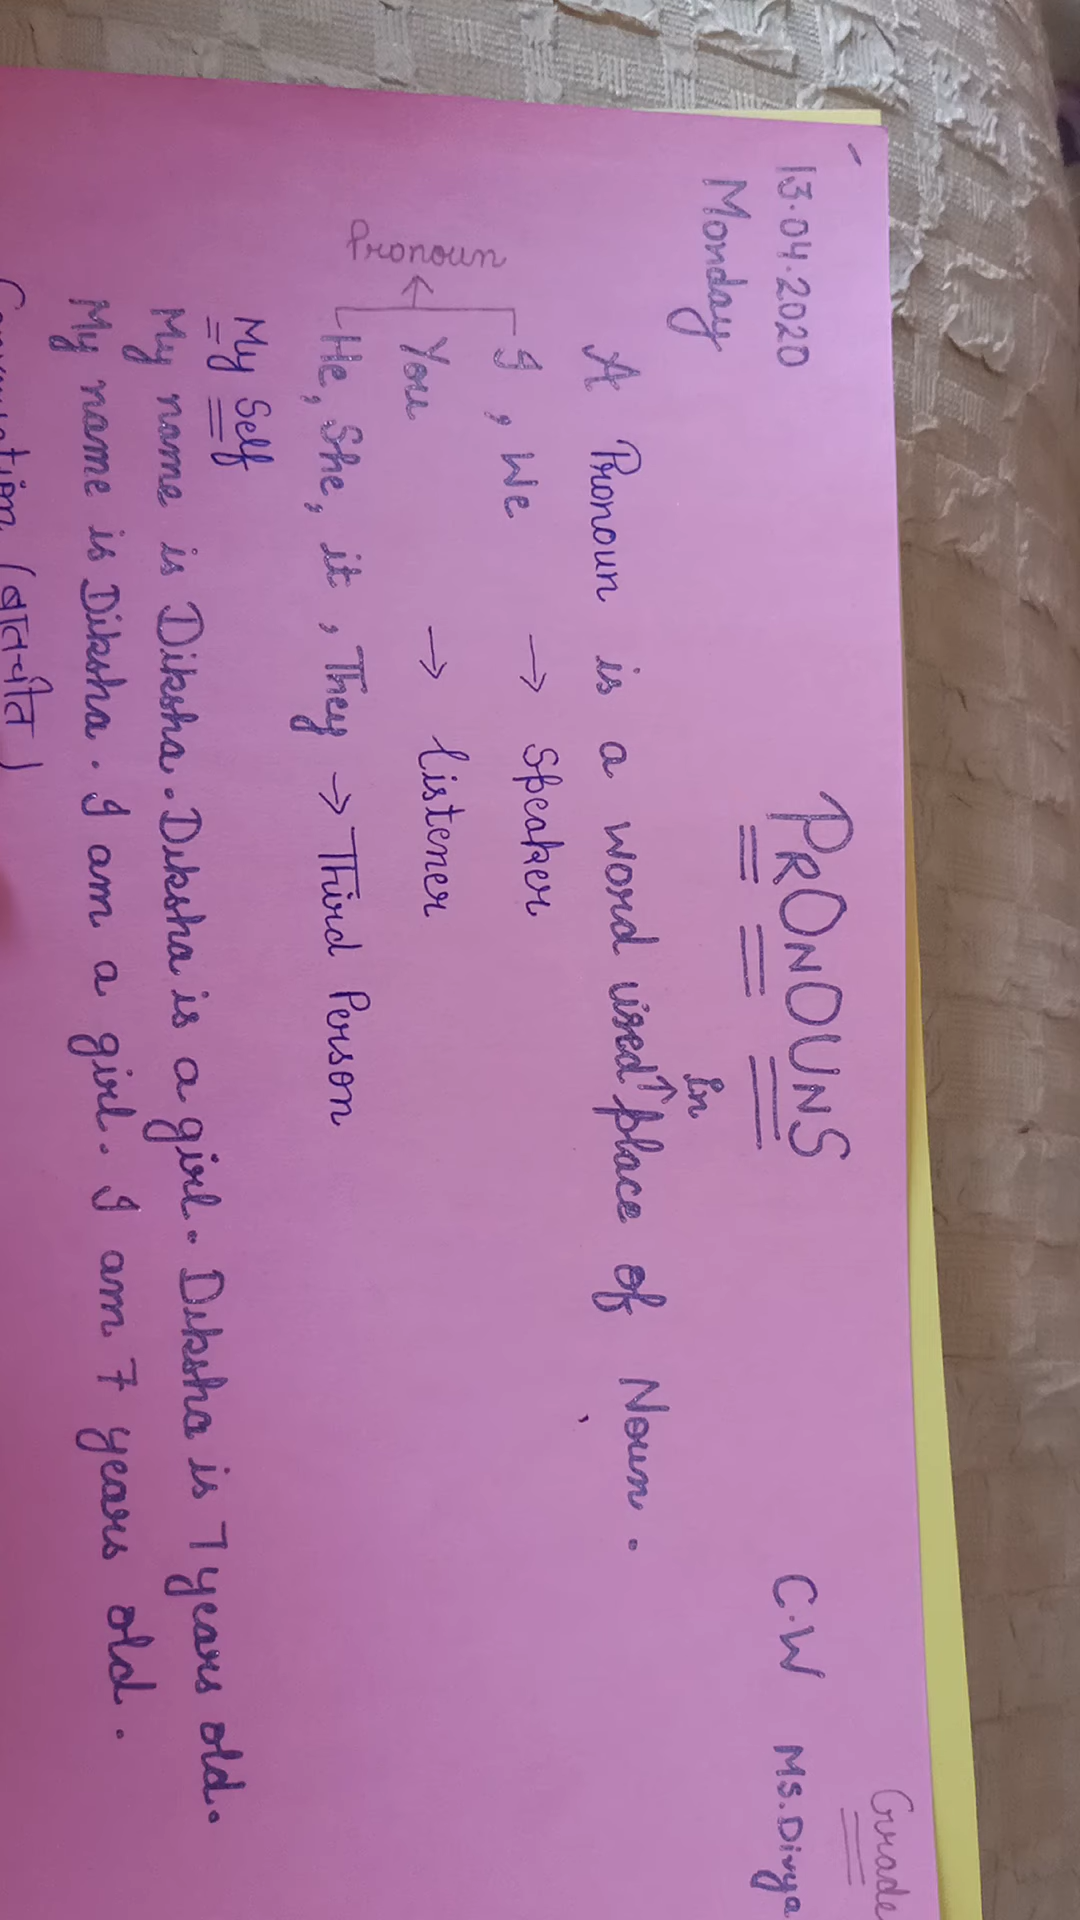 Grade
13.04.2020 PRONOUNS C.W Ms.Divya
Monday
In
A Pronoun is a word used ^ place of Noun.
I, We → Speaker
Pronoun
You → listener
He, She, it, They → Third Person
My Self
My name is Diksha. Diksha is a girl. Diksha is 7 years old.
My name is Diksha. I am a girl. I am 7 years old.
(बातचीत)